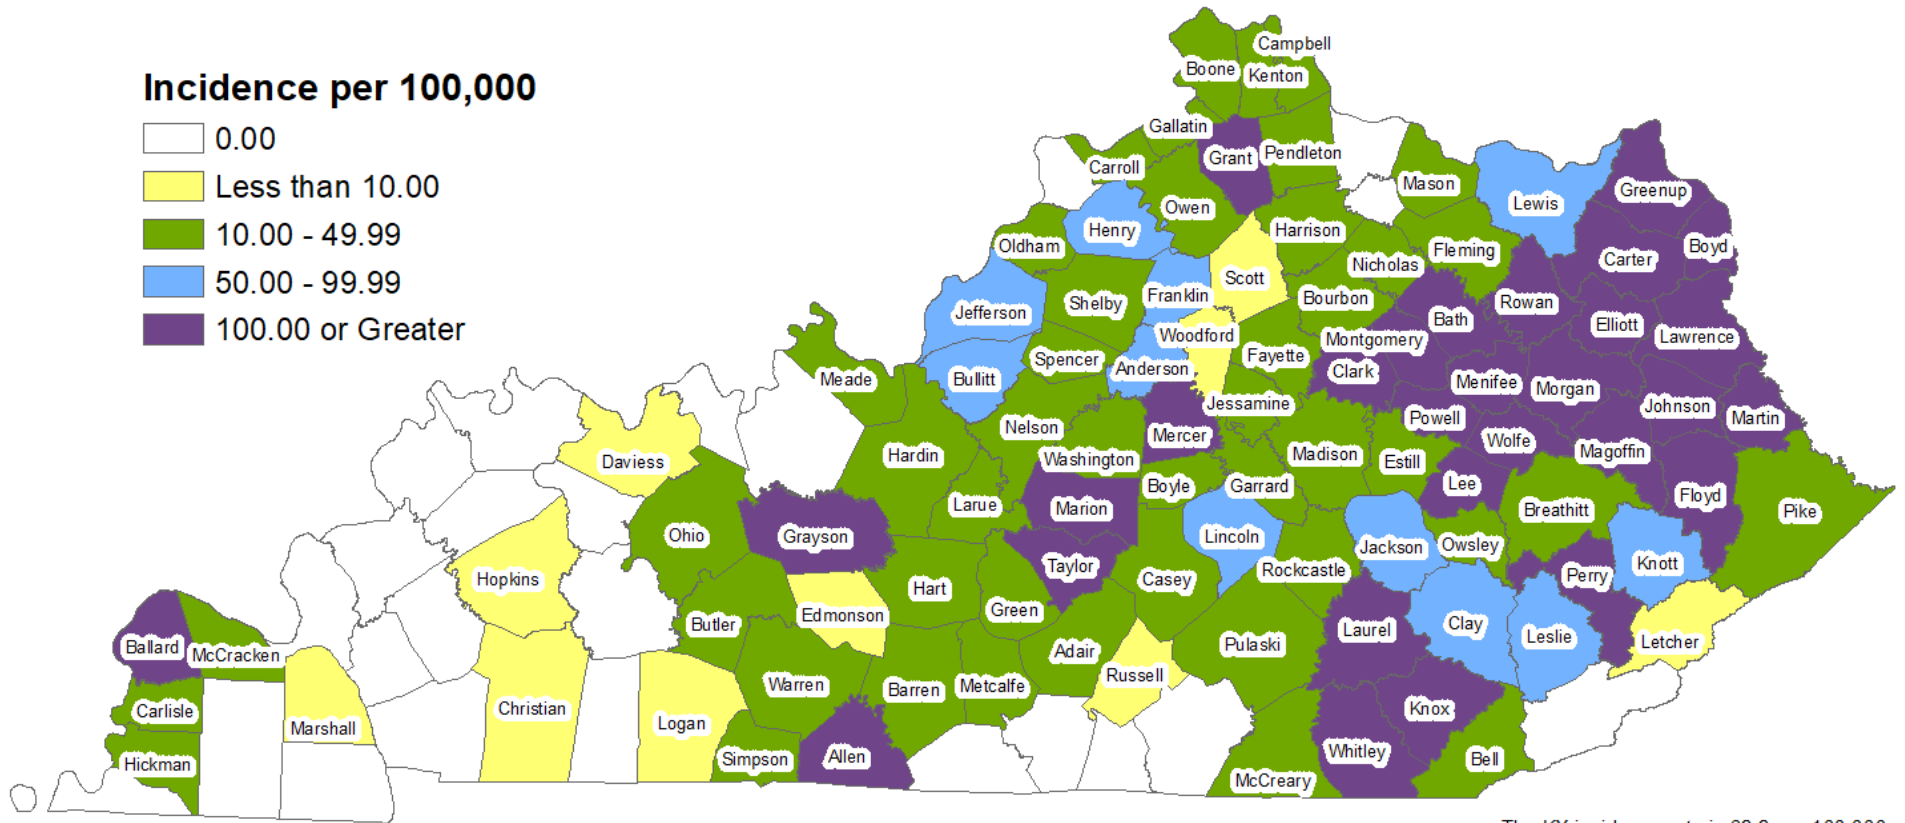 Incidence per 100,000
0.00
Less than 10.00
10.00 - 49.99
50.00 - 99.99
100.00 or Greater
Campbell
Boone
Kenton
Gallatin
Grant
Pendleton
Carroll
Mason
Greenup
Lewis
Owen
Henry
Harrison
Oldham
Fleming
Boyd
Carter
Nicholas
Scott
Franklin
Shelby
Bourbon
Rowan
Jefferson
Bath
Elliott
Woodford
Montgomery
Lawrence
Spencer
Fayette
Anderson
Clark
Meade
Bullitt
Menifee
Morgan
Jessamine
Johnson
Powell
Martin
Nelson
Mercer
Wolfe
Magoffin
Hardin
Washington
Madison
Estill
Daviess
Lee
Boyle
Garrard
Floyd
Larue
Marion
Breathitt
Pike
Ohio
Grayson
Lincoln
Jackson
Owsley
Taylor
Rockcastle
Knott
Perry
Hopkins
Casey
Hart
Green
Edmonson
Butler
Laurel
Clay
Leslie
Letcher
Ballard
McCracken
Adair
Pulaski
Russell
Warren
Barren
Metcalfe
Carlisle
Christian
Knox
Marshall
Logan
Whitley
Allen
Simpson
Bell
Hickman
McCreary